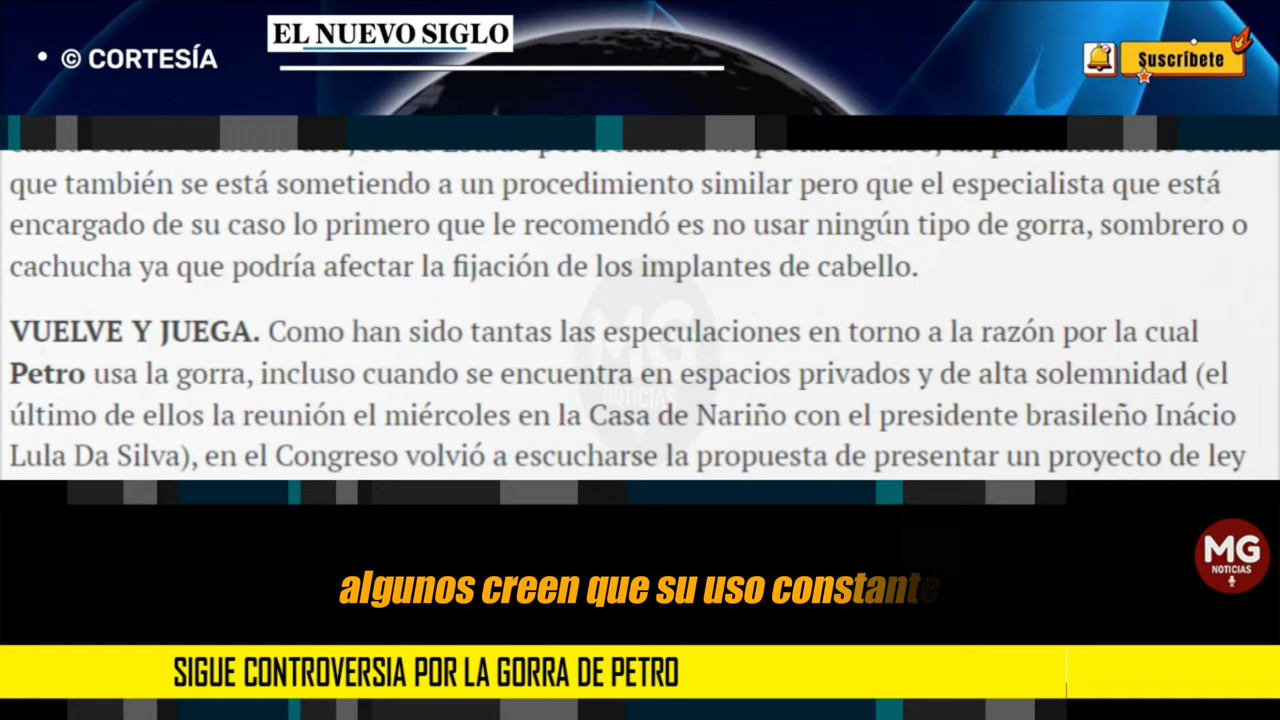 © CORTESÍA
EL NUEVO SIGLO
Suscríbete
que también se está sometiendo a un procedimiento similar pero que el especialista que está
encargado de su caso lo primero que le recomendó es no usar ningún tipo de gorra, sombrero o
cachucha ya que podría afectar la fijación de los implantes de cabello.
VUELVE Y JUEGA. Como han sido tantas las especulaciones en torno a la razón por la cual
Petro usa la gorra, incluso cuando se encuentra en espacios privados y de alta solemnidad (el
último de ellos la reunión el miércoles en la Casa de Nariño con el presidente brasileño Inácio
Lula Da Silva), en el Congreso volvió a escucharse la propuesta de presentar un proyecto de ley
MG
NOTICIAS
algunos creen que su uso constante
MG
NOTICIAS
SIGUE CONTROVERSIA POR LA GORRA DE PETRO